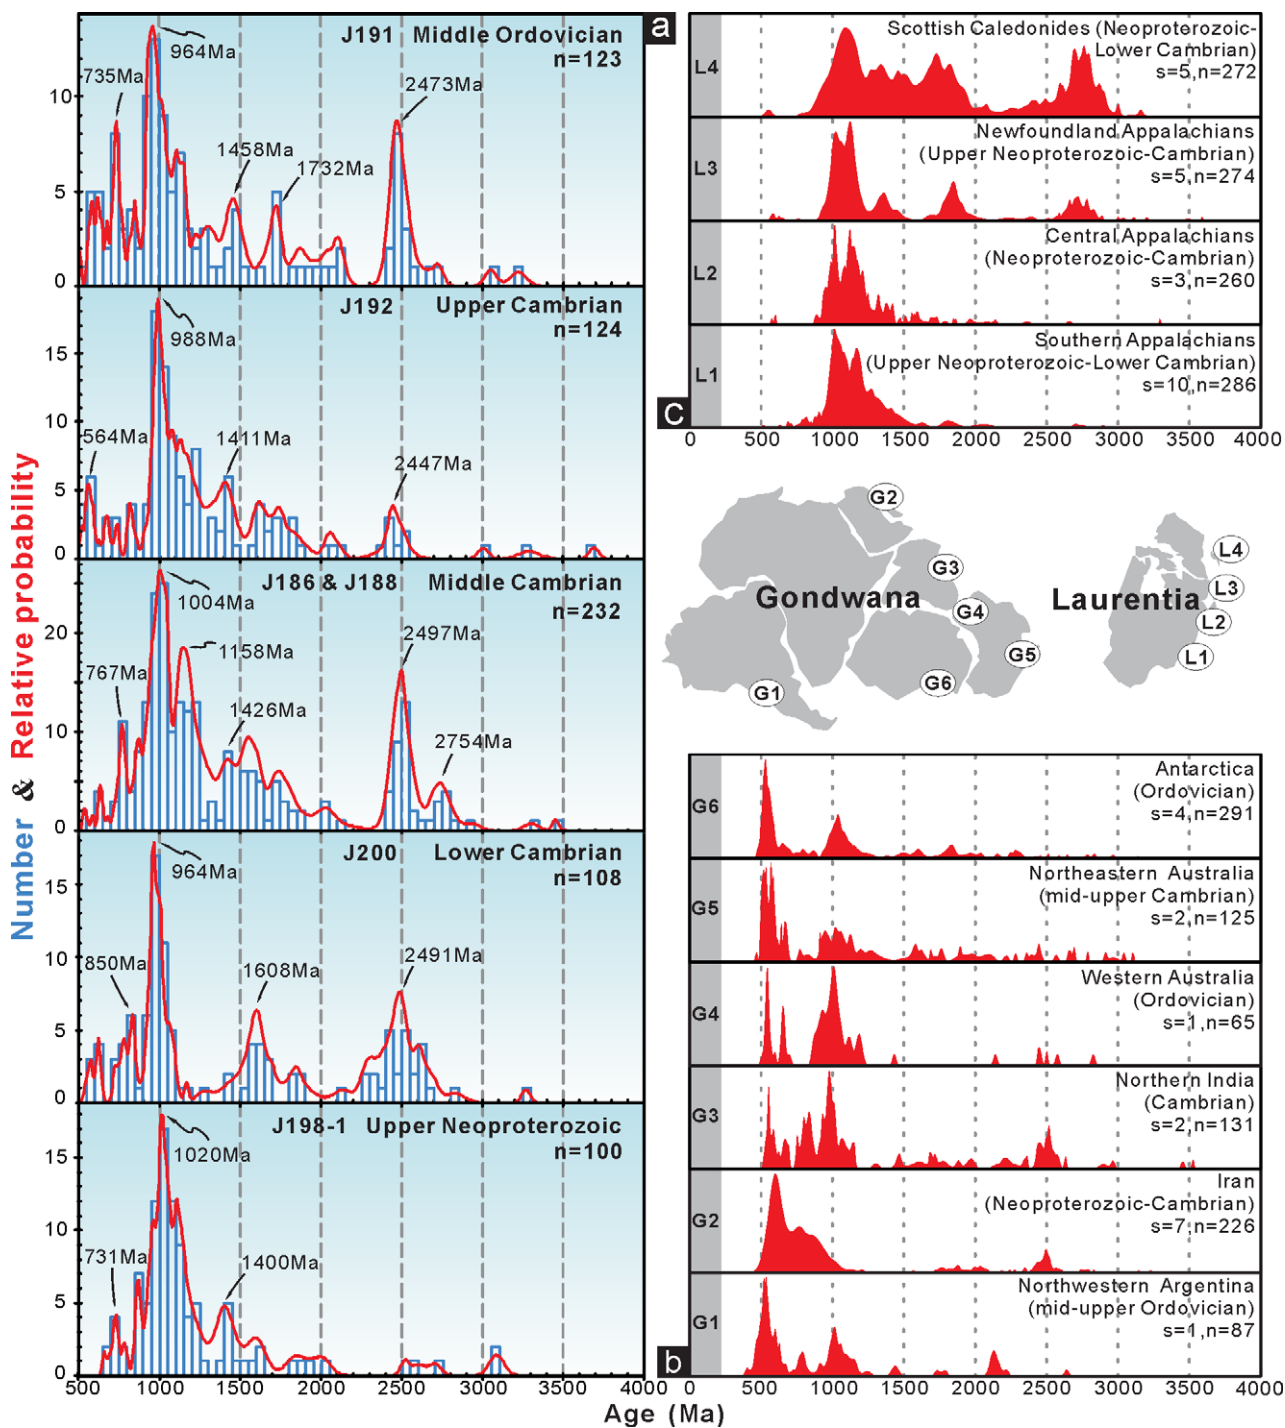 Number & Relative probability
a
J191 Middle Ordovician
n=123
964Ma
735Ma
2473Ma
1458Ma
1732Ma
10
5
0
J192 Upper Cambrian
n=124
988Ma
564Ma
1411Ma
2447Ma
15
10
5
0
J186 & J188 Middle Cambrian
n=232
1004Ma
1158Ma
2497Ma
767Ma
1426Ma
2754Ma
20
10
0
J200 Lower Cambrian
n=108
964Ma
850Ma
1608Ma
2491Ma
15
10
5
0
J198-1 Upper Neoproterozoic
n=100
1020Ma
731Ma
1400Ma
15
10
5
0
500 1000 1500 2000 2500 3000 3500 4000
Age (Ma)
L4
Scottish Caledonides (Neoproterozoic-
Lower Cambrian)
s=5, n=272
L3
Newfoundland Appalachians
(Upper Neoproterozoic-Cambrian)
s=5, n=274
L2
Central Appalachians
(Neoproterozoic-Cambrian)
s=3, n=260
L1
Southern Appalachians
(Upper Neoproterozoic-Lower Cambrian)
s=10, n=286
c
0 500 1000 1500 2000 2500 3000 3500 4000
Gondwana
G2
G3
G4
G5
G6
G1
Laurentia
L4
L3
L2
L1
G6
Antarctica
(Ordovician)
s=4, n=291
G5
Northeastern Australia
(mid-upper Cambrian)
s=2, n=125
G4
Western Australia
(Ordovician)
s=1, n=65
G3
Northern India
(Cambrian)
s=2, n=131
G2
Iran
(Neoproterozoic-Cambrian)
s=7, n=226
G1
Northwestern Argentina
(mid-upper Ordovician)
s=1, n=87
b
0 500 1000 1500 2000 2500 3000 3500 4000